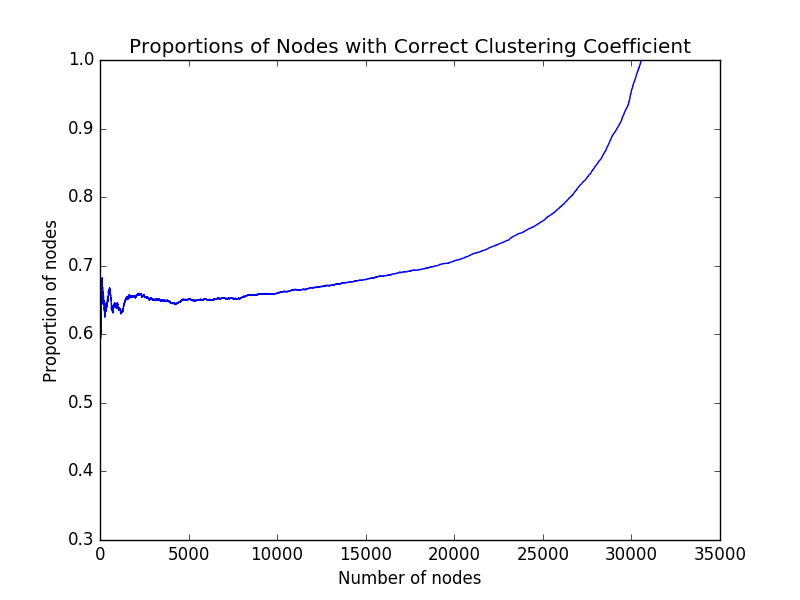 Proportions of Nodes with Correct Clustering Coefficient
1.0
0.9
0.8
0.7
0.6
0.5
0.4
0.3
Proportion of nodes
0 5000 10000 15000 20000 25000 30000 35000
Number of nodes